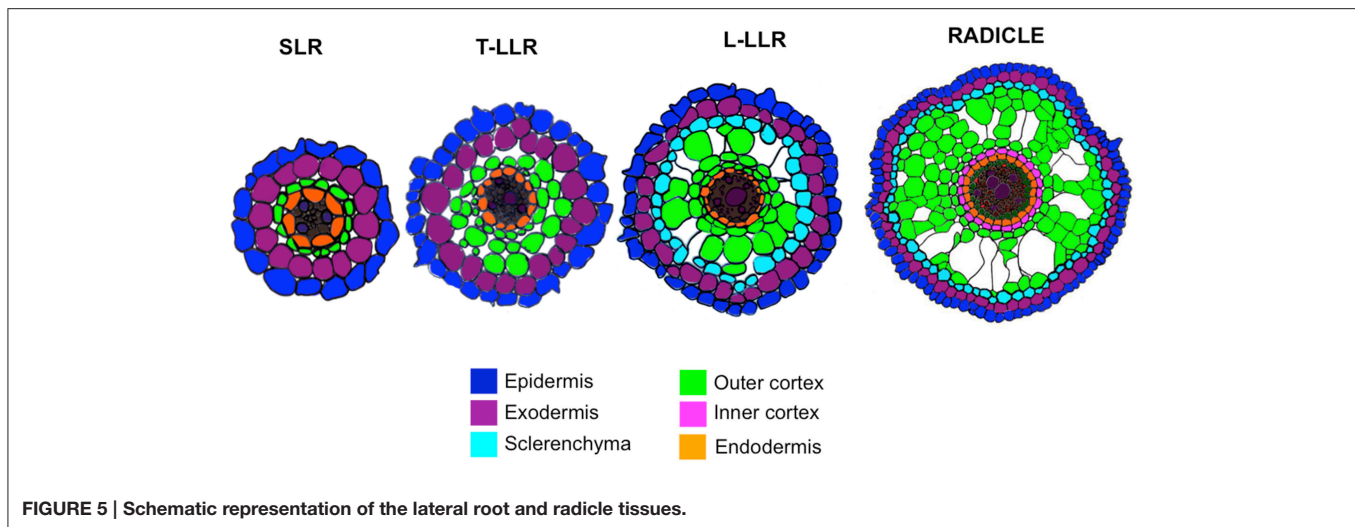 SLR
T-LLR
L-LLR
RADICLE
Epidermis
Exodermis
Sclerenchyma
Outer cortex
Inner cortex
Endodermis
FIGURE 5 | Schematic representation of the lateral root and radicle tissues.